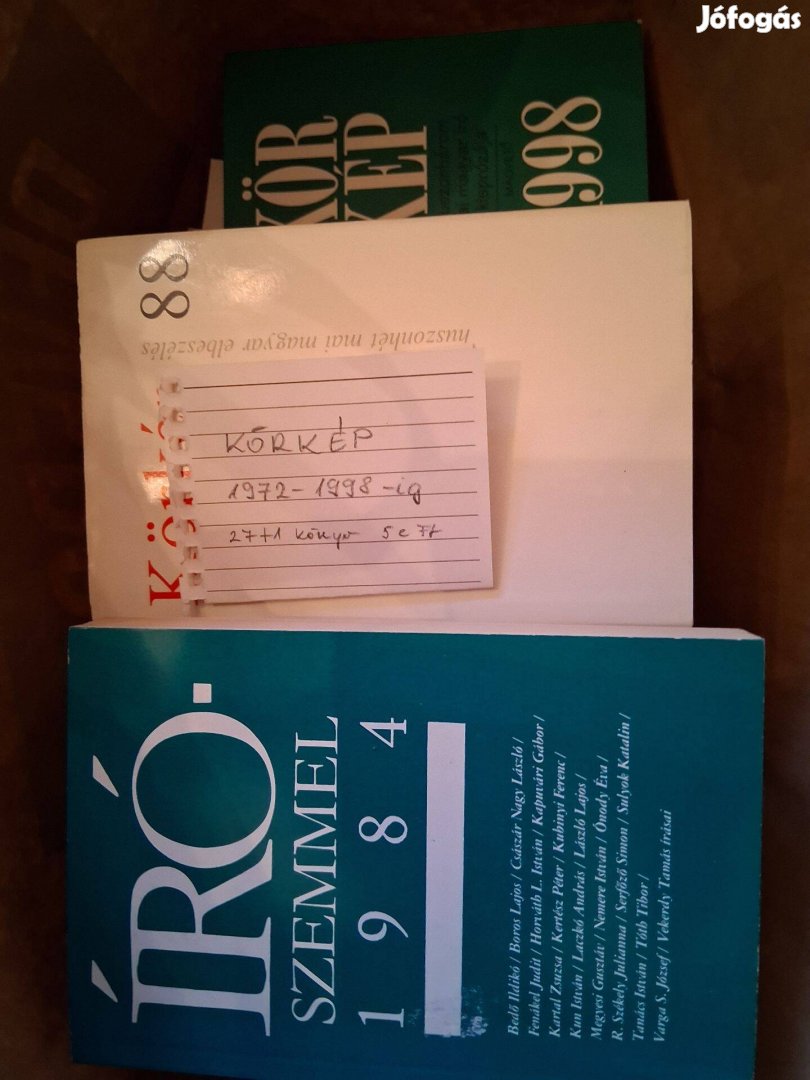 Jófogás
KÖR
KÉP
1998
88
huszonhét mai magyar elbeszélés
KÖRKÉP
1972-1998-ig
27+1 könyv 5 e Ft
ÍRÓ-
SZEMMEL
1984
Bedő Ildikó / Boros Lajos / Császár Nagy László /
Fenákel Judit / Horváth L. István / Kapuvári Gábor /
Kartal Zsuzsa / Kertész Péter / Kubinyi Ferenc /
Kun István / Laczkó András / László Lajos /
Megyesi Gusztáv / Nemere István / Ónody Éva /
R. Székely Julianna / Serfőző Simon / Sulyok Katalin /
Tanács István / Tóth Tibor /
Varga S. József / Vekerdy Tamás írásai